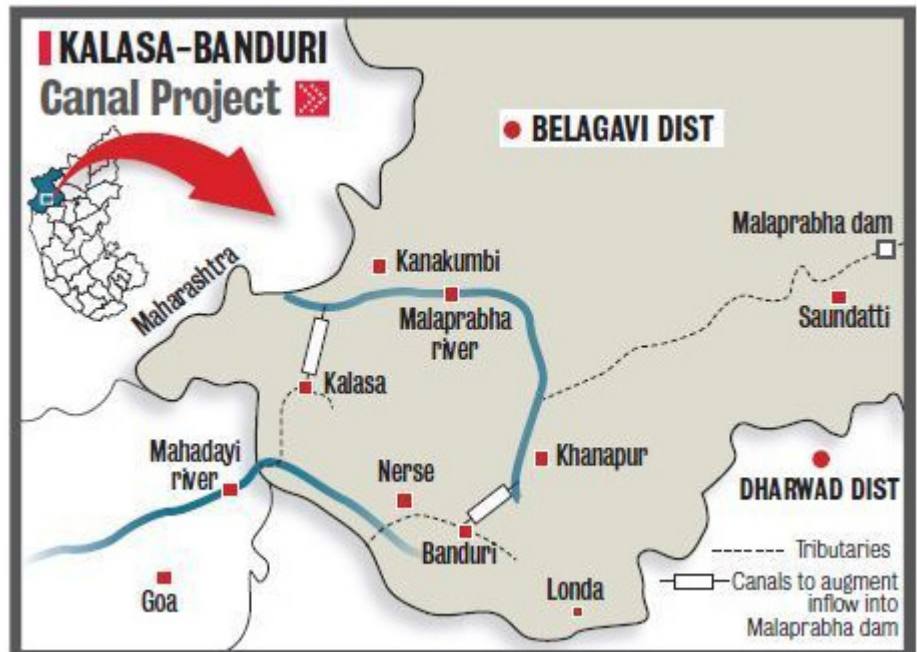 KALASA-BANDURI
Canal Project
BELAGAVI DIST
Malaprabha dam
Maharashtra
Kanakumbi
Malaprabha
river
Saundatti
Kalasa
Mahadayi
river
Nerse
Khanapur
DHARWAD DIST
Banduri
Goa
Londa
Tributaries
Canals to augment
inflow into
Malaprabha dam